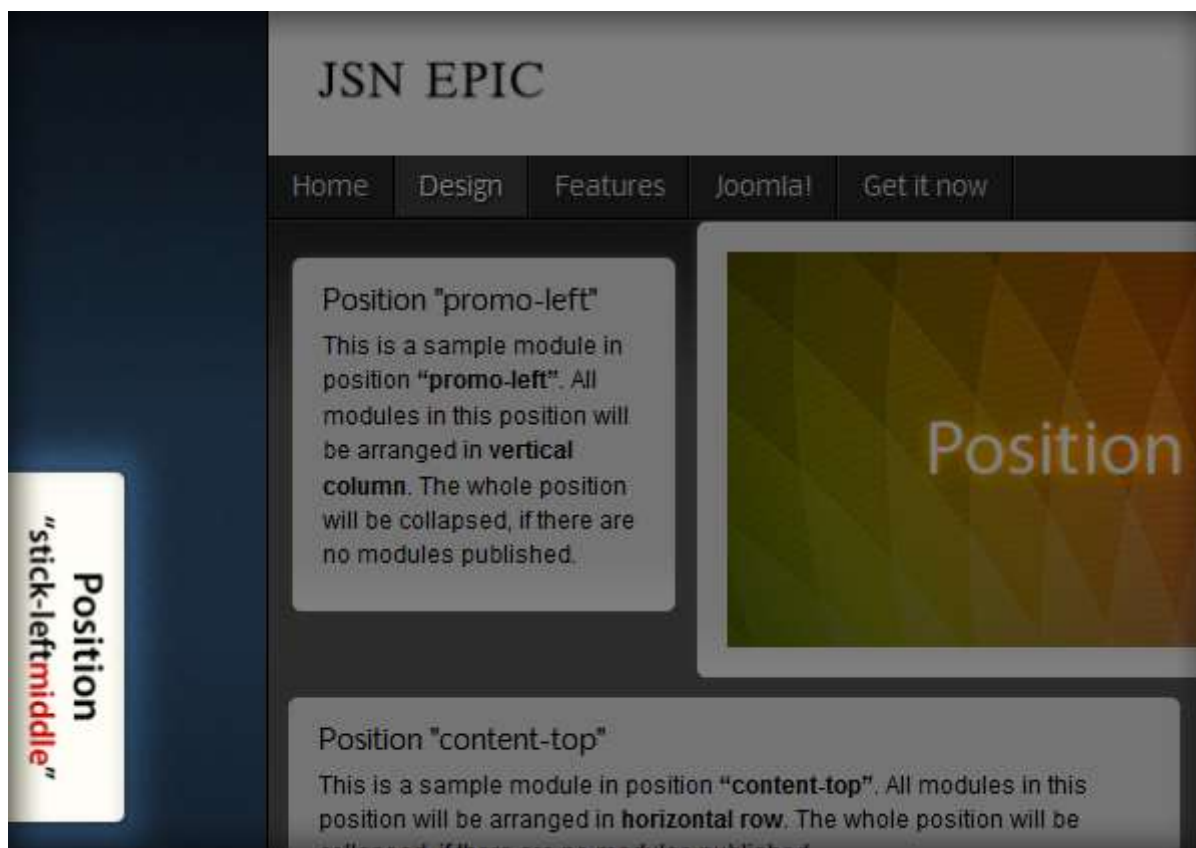 JSN EPIC
Home Design Features Joomla! Get it now
Position "promo-left"
This is a sample module in
position “promo-left”. All
modules in this position will
be arranged in vertical
column. The whole position
will be collapsed, if there are
no modules published.
Position
Position
“stick-leftmiddle”
Position "content-top"
This is a sample module in position “content-top”. All modules in this
position will be arranged in horizontal row. The whole position will be